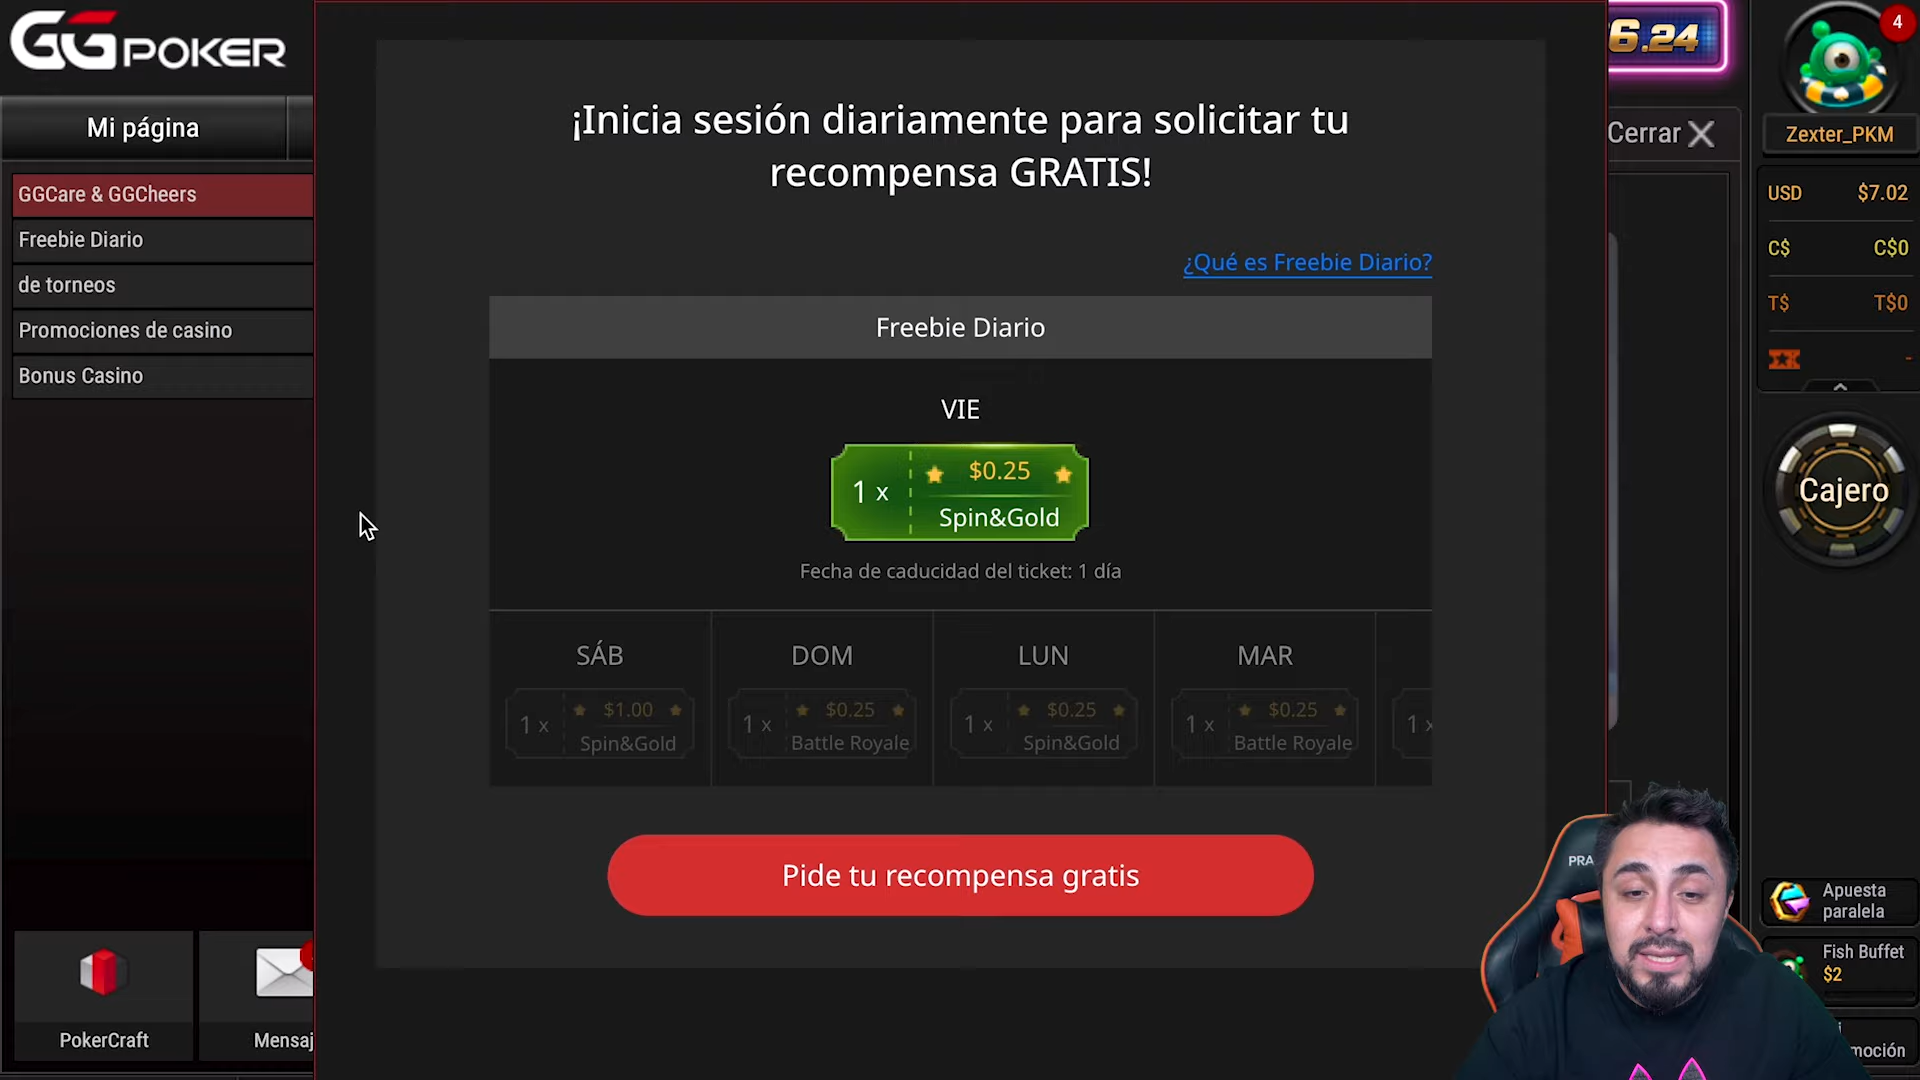 GGPOKER
6.24
4
Mi página
Cerrar
Zexter_PKM
GGCare & GGCheers
Freebie Diario
de torneos
Promociones de casino
Bonus Casino
¡Inicia sesión diariamente para solicitar tu
recompensa GRATIS!
¿Qué es Freebie Diario?
Freebie Diario
VIE
1 x
$0.25
Spin&Gold
Fecha de caducidad del ticket: 1 día
SÁB
1 x
$1.00
Spin&Gold
DOM
1 x
$0.25
Battle Royale
LUN
1 x
$0.25
Spin&Gold
MAR
1 x
$0.25
Battle Royale
1 x
Pide tu recompensa gratis
USD $7.02
C$ C$0
T$ T$0
-
Cajero
PRA
Apuesta
paralela
Fish Buffet
$2
moción
PokerCraft
Mensaj